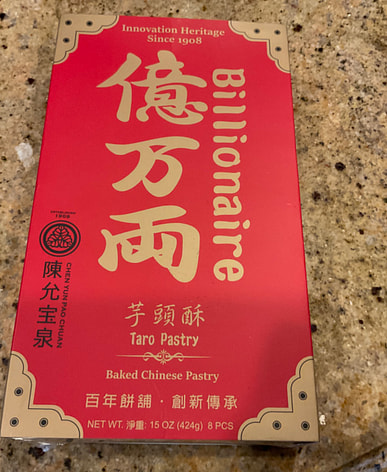 Innovation Heritage
Since 1908
億万両
Billionaire
1908
陳允宝泉
CHEN YUN PAO CHUAN
芋頭酥
Taro Pastry
Baked Chinese Pastry
百年餅舖・創新傳承
NET WT. 淨重: 15 OZ (424g) 8 PCS